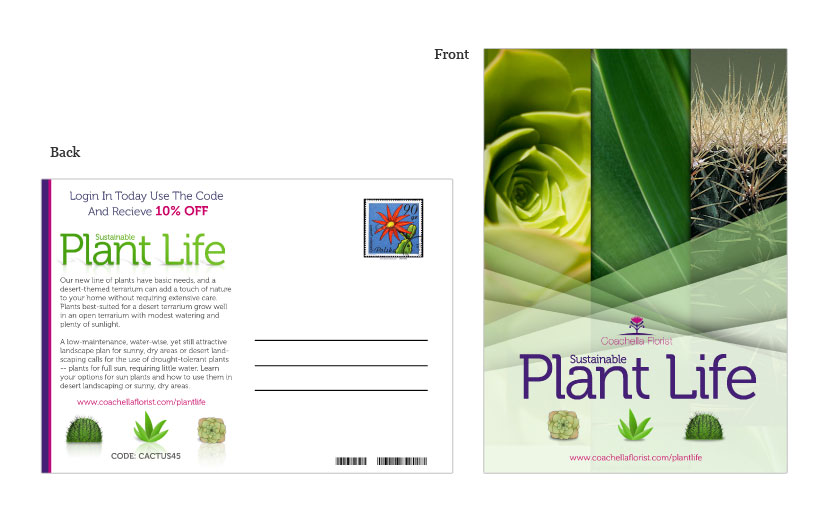 Front
Back
Login In Today Use The Code
And Recieve 10% OFF
Sustainable
Plant Life
Our new line of plants have basic needs, and a
desert-themed terrarium can add a touch of nature
to your home without requiring extensive care.
Plants best-suited for a desert terrarium grow well
in an open terrarium with modest watering and
plenty of sunlight.
A low-maintenance, water-wise, yet still attractive
landscape plan for sunny, dry areas or desert land-
scaping calls for the use of drought-tolerant plants
-- plants for full sun, requiring little water. Learn
your options for sun plants and how to use them in
desert landscaping or sunny, dry areas.
www.coachellaflorist.com/plantlife
CODE: CACTUS45
90
gr
Polska
Coachella Florist
Sustainable
Plant Life
www.coachellaflorist.com/plantlife